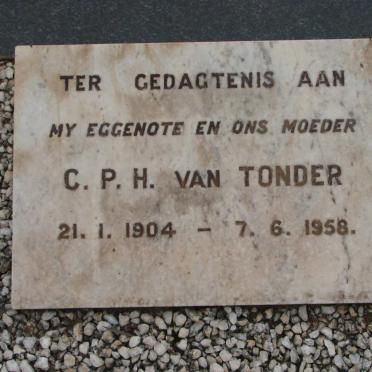 TER GEDAGTENIS AAN
MY EGGENOTE EN ONS MOEDER
C. P. H. VAN TONDER
21. 1. 1904 – 7. 6. 1958.